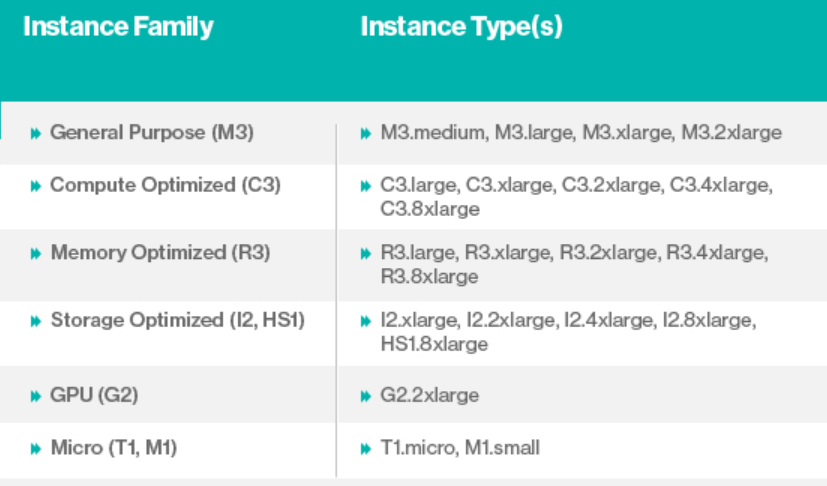 Instance Family
Instance Type(s)
General Purpose (M3)
M3.medium, M3.large, M3.xlarge, M3.2xlarge
Compute Optimized (C3)
C3.large, C3.xlarge, C3.2xlarge, C3.4xlarge,
C3.8xlarge
Memory Optimized (R3)
R3.large, R3.xlarge, R3.2xlarge, R3.4xlarge,
R3.8xlarge
Storage Optimized (I2, HS1)
I2.xlarge, I2.2xlarge, I2.4xlarge, I2.8xlarge,
HS1.8xlarge
GPU (G2)
G2.2xlarge
Micro (T1, M1)
T1.micro, M1.small